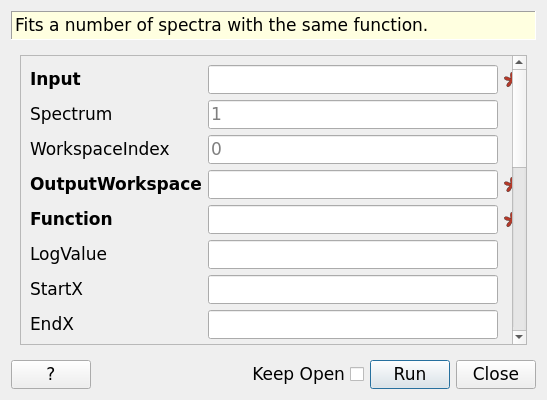 Fits a number of spectra with the same function.
Input
Spectrum 1
WorkspaceIndex 0
OutputWorkspace
Function
LogValue
StartX
EndX
? Keep Open Run Close